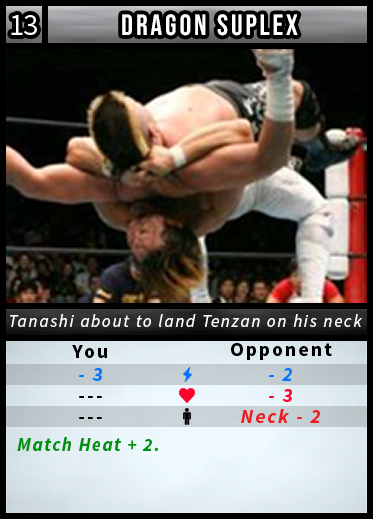 13 DRAGON SUPLEX
Tanashi about to land Tenzan on his neck
You Opponent
- 3 - 2
--- - 3
--- Neck - 2
Match Heat + 2.